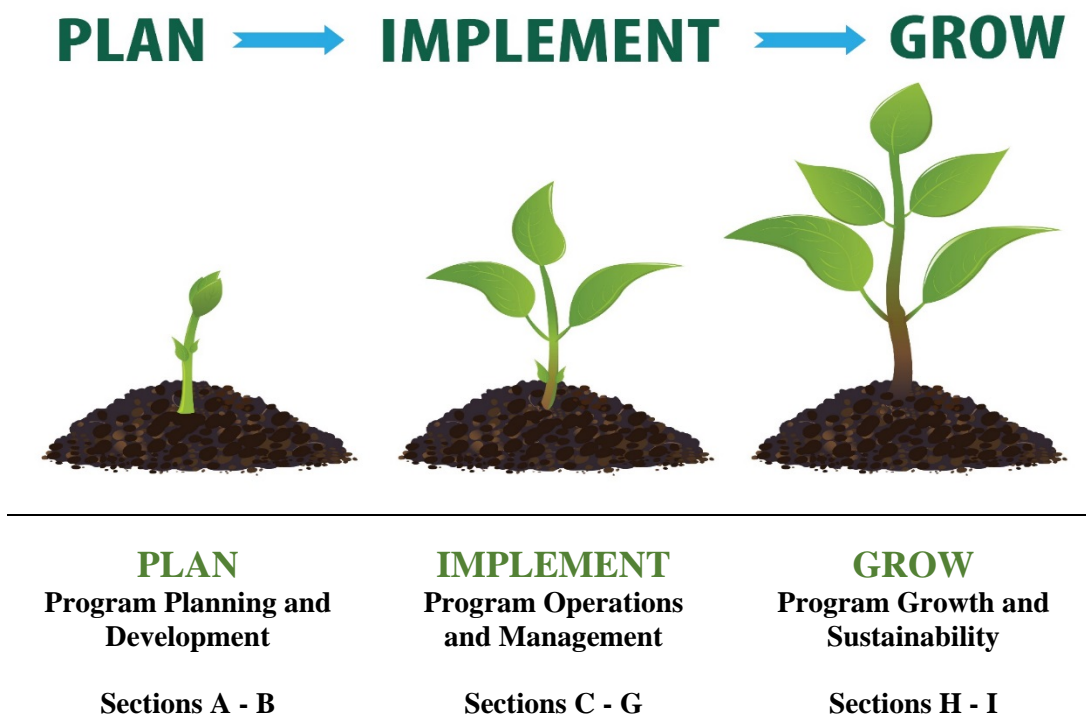 PLAN IMPLEMENT GROW
PLAN
Program Planning and
Development
Sections A - B
IMPLEMENT
Program Operations
and Management
Sections C - G
GROW
Program Growth and
Sustainability
Sections H - I